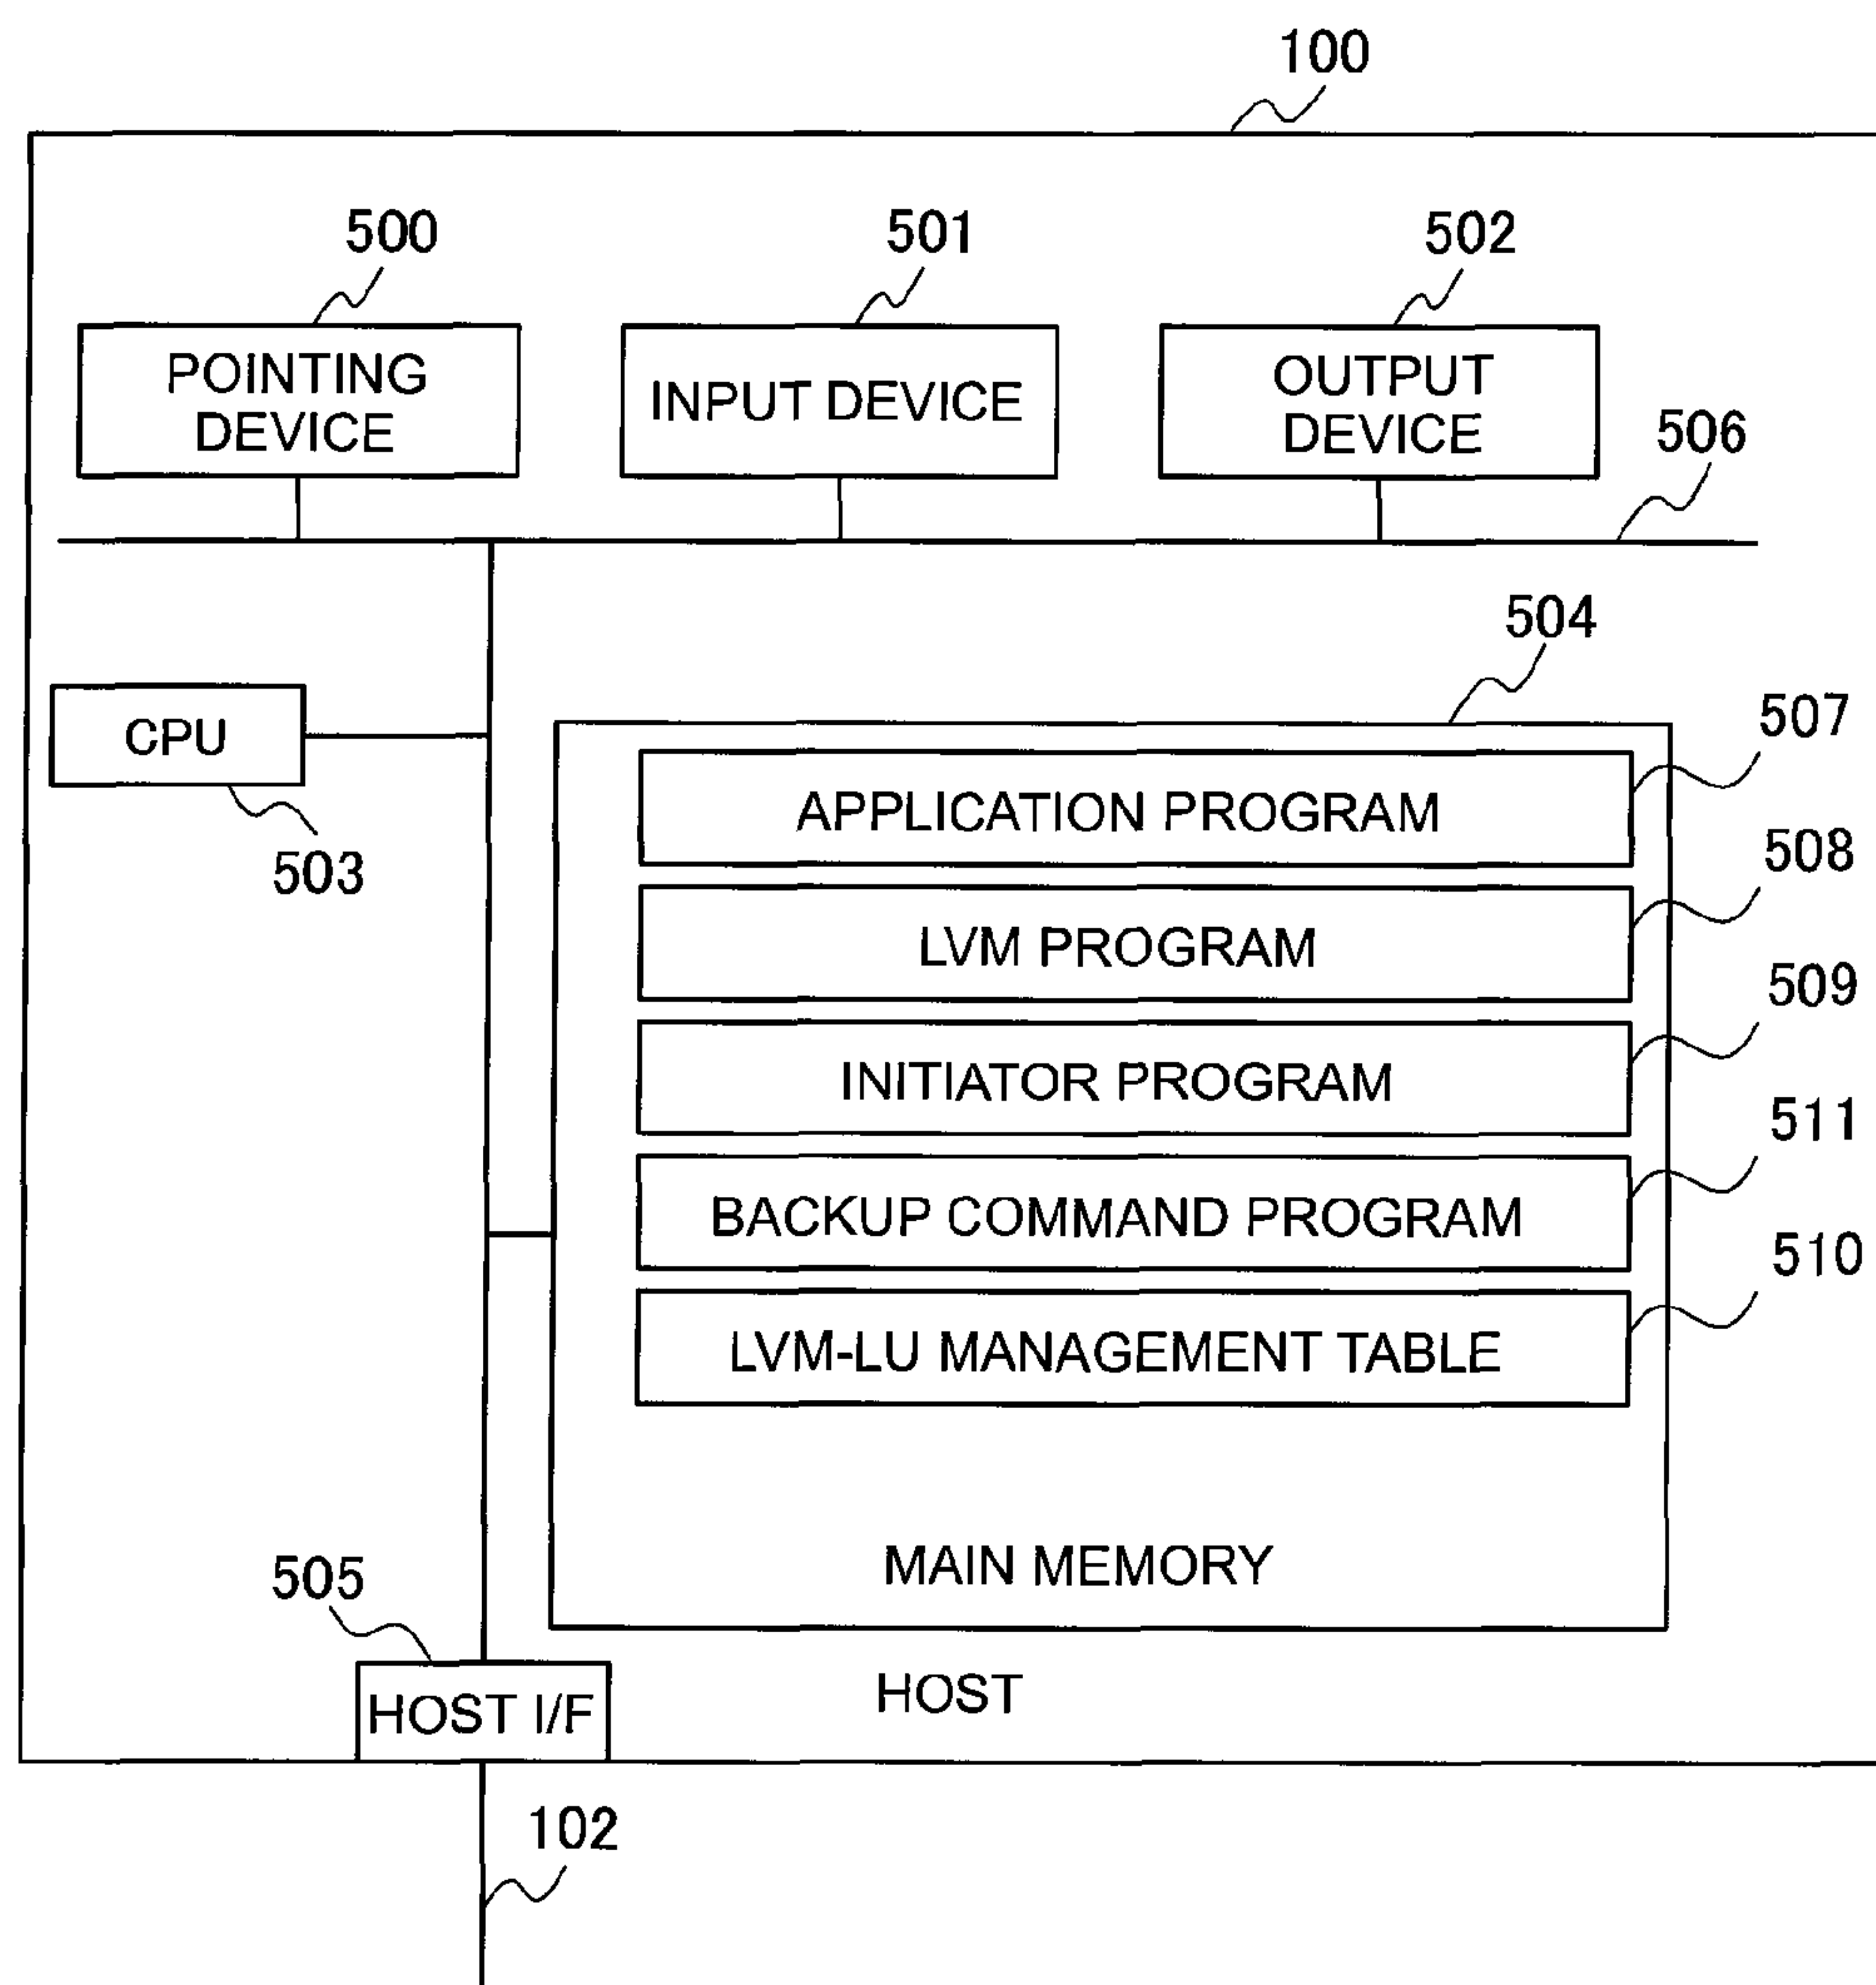 100
500
501
502
POINTING
DEVICE
INPUT DEVICE
OUTPUT
DEVICE
506
504
507
CPU
503
APPLICATION PROGRAM
508
LVM PROGRAM
509
INITIATOR PROGRAM
511
BACKUP COMMAND PROGRAM
510
LVM-LU MANAGEMENT TABLE
MAIN MEMORY
505
HOST I/F
HOST
102